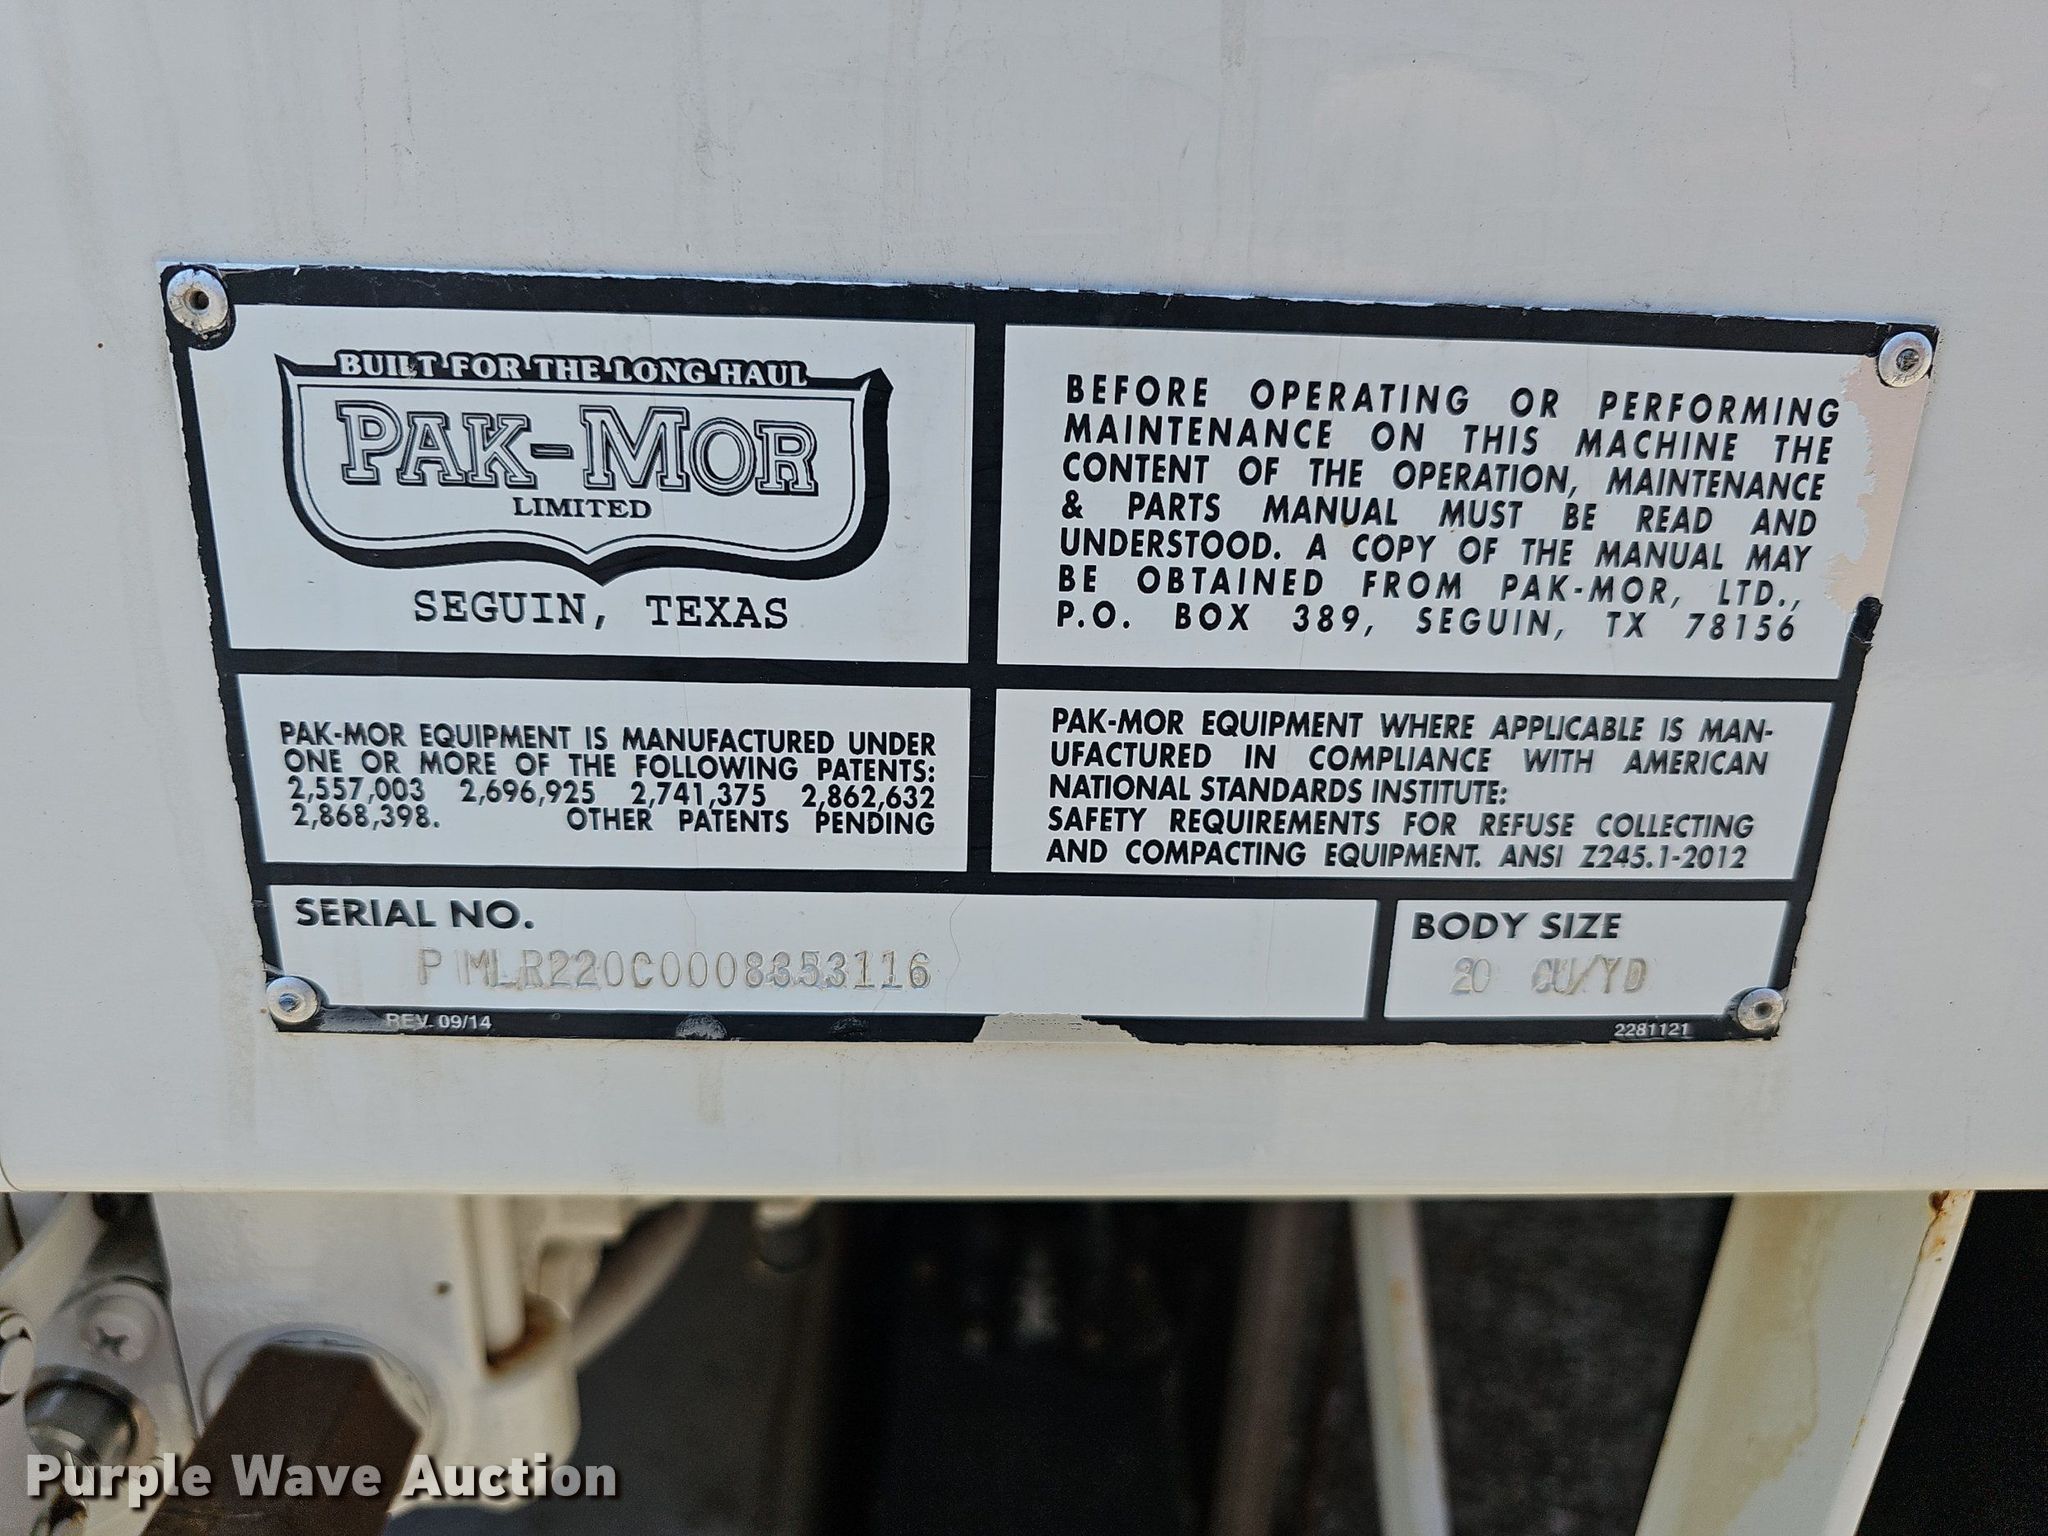 BUILT FOR THE LONG HAUL
PAK-MOR
LIMITED
SEGUIN, TEXAS
BEFORE OPERATING OR PERFORMING
MAINTENANCE ON THIS MACHINE THE
CONTENT OF THE OPERATION, MAINTENANCE
& PARTS MANUAL MUST BE READ AND
UNDERSTOOD. A COPY OF THE MANUAL MAY
BE OBTAINED FROM PAK-MOR, LTD.,
P.O. BOX 389, SEGUIN, TX 78156
PAK-MOR EQUIPMENT IS MANUFACTURED UNDER
ONE OR MORE OF THE FOLLOWING PATENTS:
2,557,003 2,696,925 2,741,375 2,862,632
2,868,398. OTHER PATENTS PENDING
PAK-MOR EQUIPMENT WHERE APPLICABLE IS MAN-
UFACTURED IN COMPLIANCE WITH AMERICAN
NATIONAL STANDARDS INSTITUTE:
SAFETY REQUIREMENTS FOR REFUSE COLLECTING
AND COMPACTING EQUIPMENT. ANSI Z245.1-2012
SERIAL NO.
BODY SIZE
20 CU/YD
REV. 09/14
2281121
Purple Wave Auction